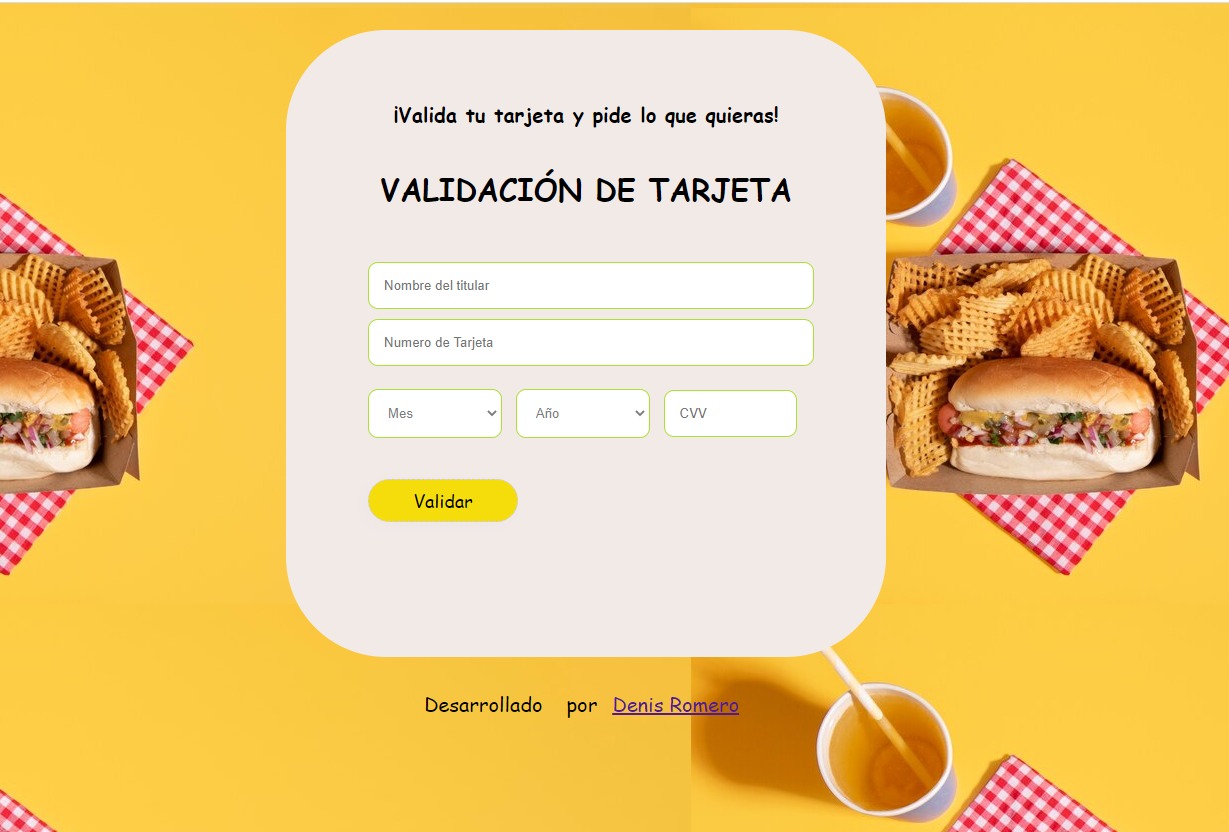 ¡Valida tu tarjeta y pide lo que quieras!
VALIDACIÓN DE TARJETA
Nombre del titular
Numero de Tarjeta
Mes Año CVV
Validar
Desarrollado por Denis Romero